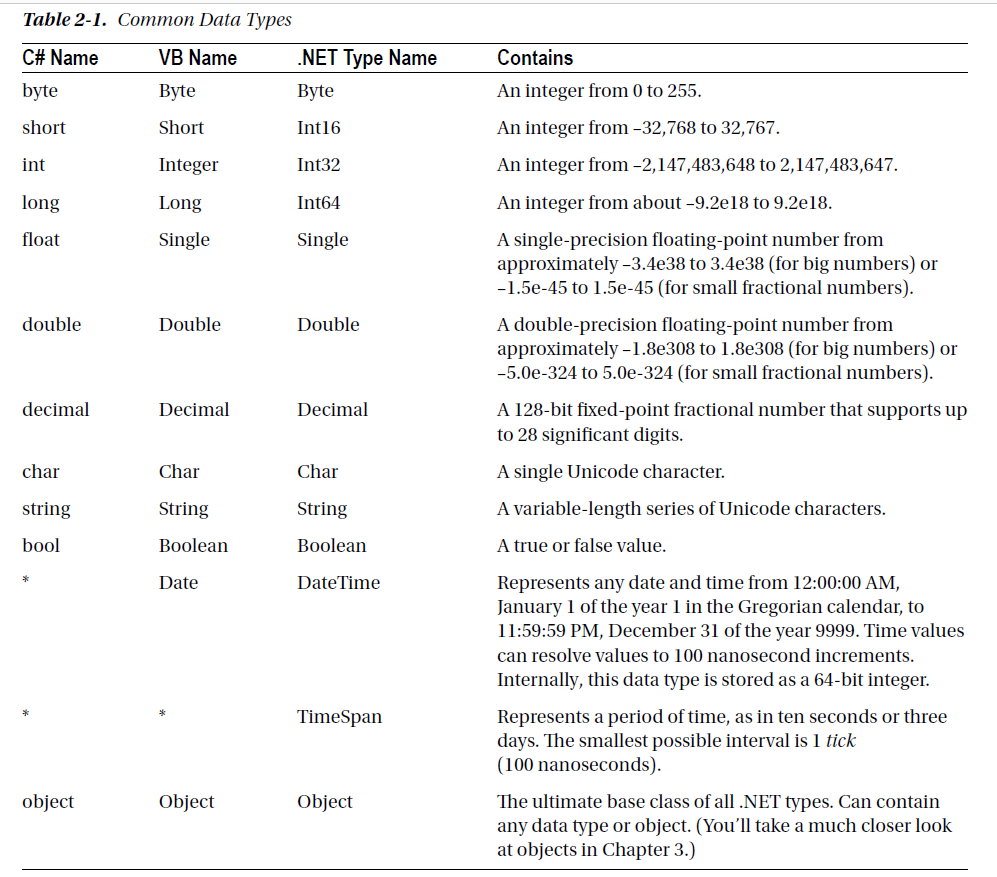 Table 2-1. Common Data Types
C# Name VB Name .NET Type Name Contains
byte Byte Byte An integer from 0 to 255.
short Short Int16 An integer from –32,768 to 32,767.
int Integer Int32 An integer from –2,147,483,648 to 2,147,483,647.
long Long Int64 An integer from about –9.2e18 to 9.2e18.
float Single Single A single-precision floating-point number from
approximately –3.4e38 to 3.4e38 (for big numbers) or
–1.5e-45 to 1.5e-45 (for small fractional numbers).
double Double Double A double-precision floating-point number from
approximately –1.8e308 to 1.8e308 (for big numbers) or
–5.0e-324 to 5.0e-324 (for small fractional numbers).
decimal Decimal Decimal A 128-bit fixed-point fractional number that supports up
to 28 significant digits.
char Char Char A single Unicode character.
string String String A variable-length series of Unicode characters.
bool Boolean Boolean A true or false value.
* Date DateTime Represents any date and time from 12:00:00 AM,
January 1 of the year 1 in the Gregorian calendar, to
11:59:59 PM, December 31 of the year 9999. Time values
can resolve values to 100 nanosecond increments.
Internally, this data type is stored as a 64-bit integer.
* * TimeSpan Represents a period of time, as in ten seconds or three
days. The smallest possible interval is 1 tick
(100 nanoseconds).
object Object Object The ultimate base class of all .NET types. Can contain
any data type or object. (You’ll take a much closer look
at objects in Chapter 3.)